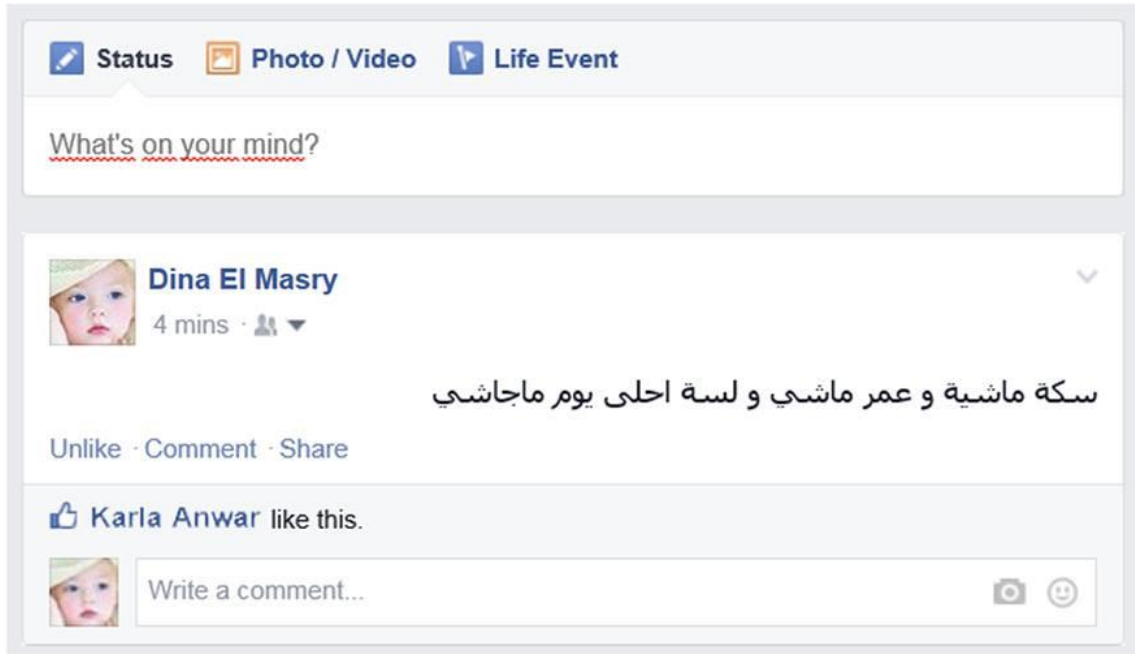 Status Photo / Video Life Event
What's on your mind?
Dina El Masry
4 mins ·
سكة ماشية و عمر ماشي و لسة احلى يوم ماجاشي
Unlike · Comment · Share
Karla Anwar like this.
Write a comment...